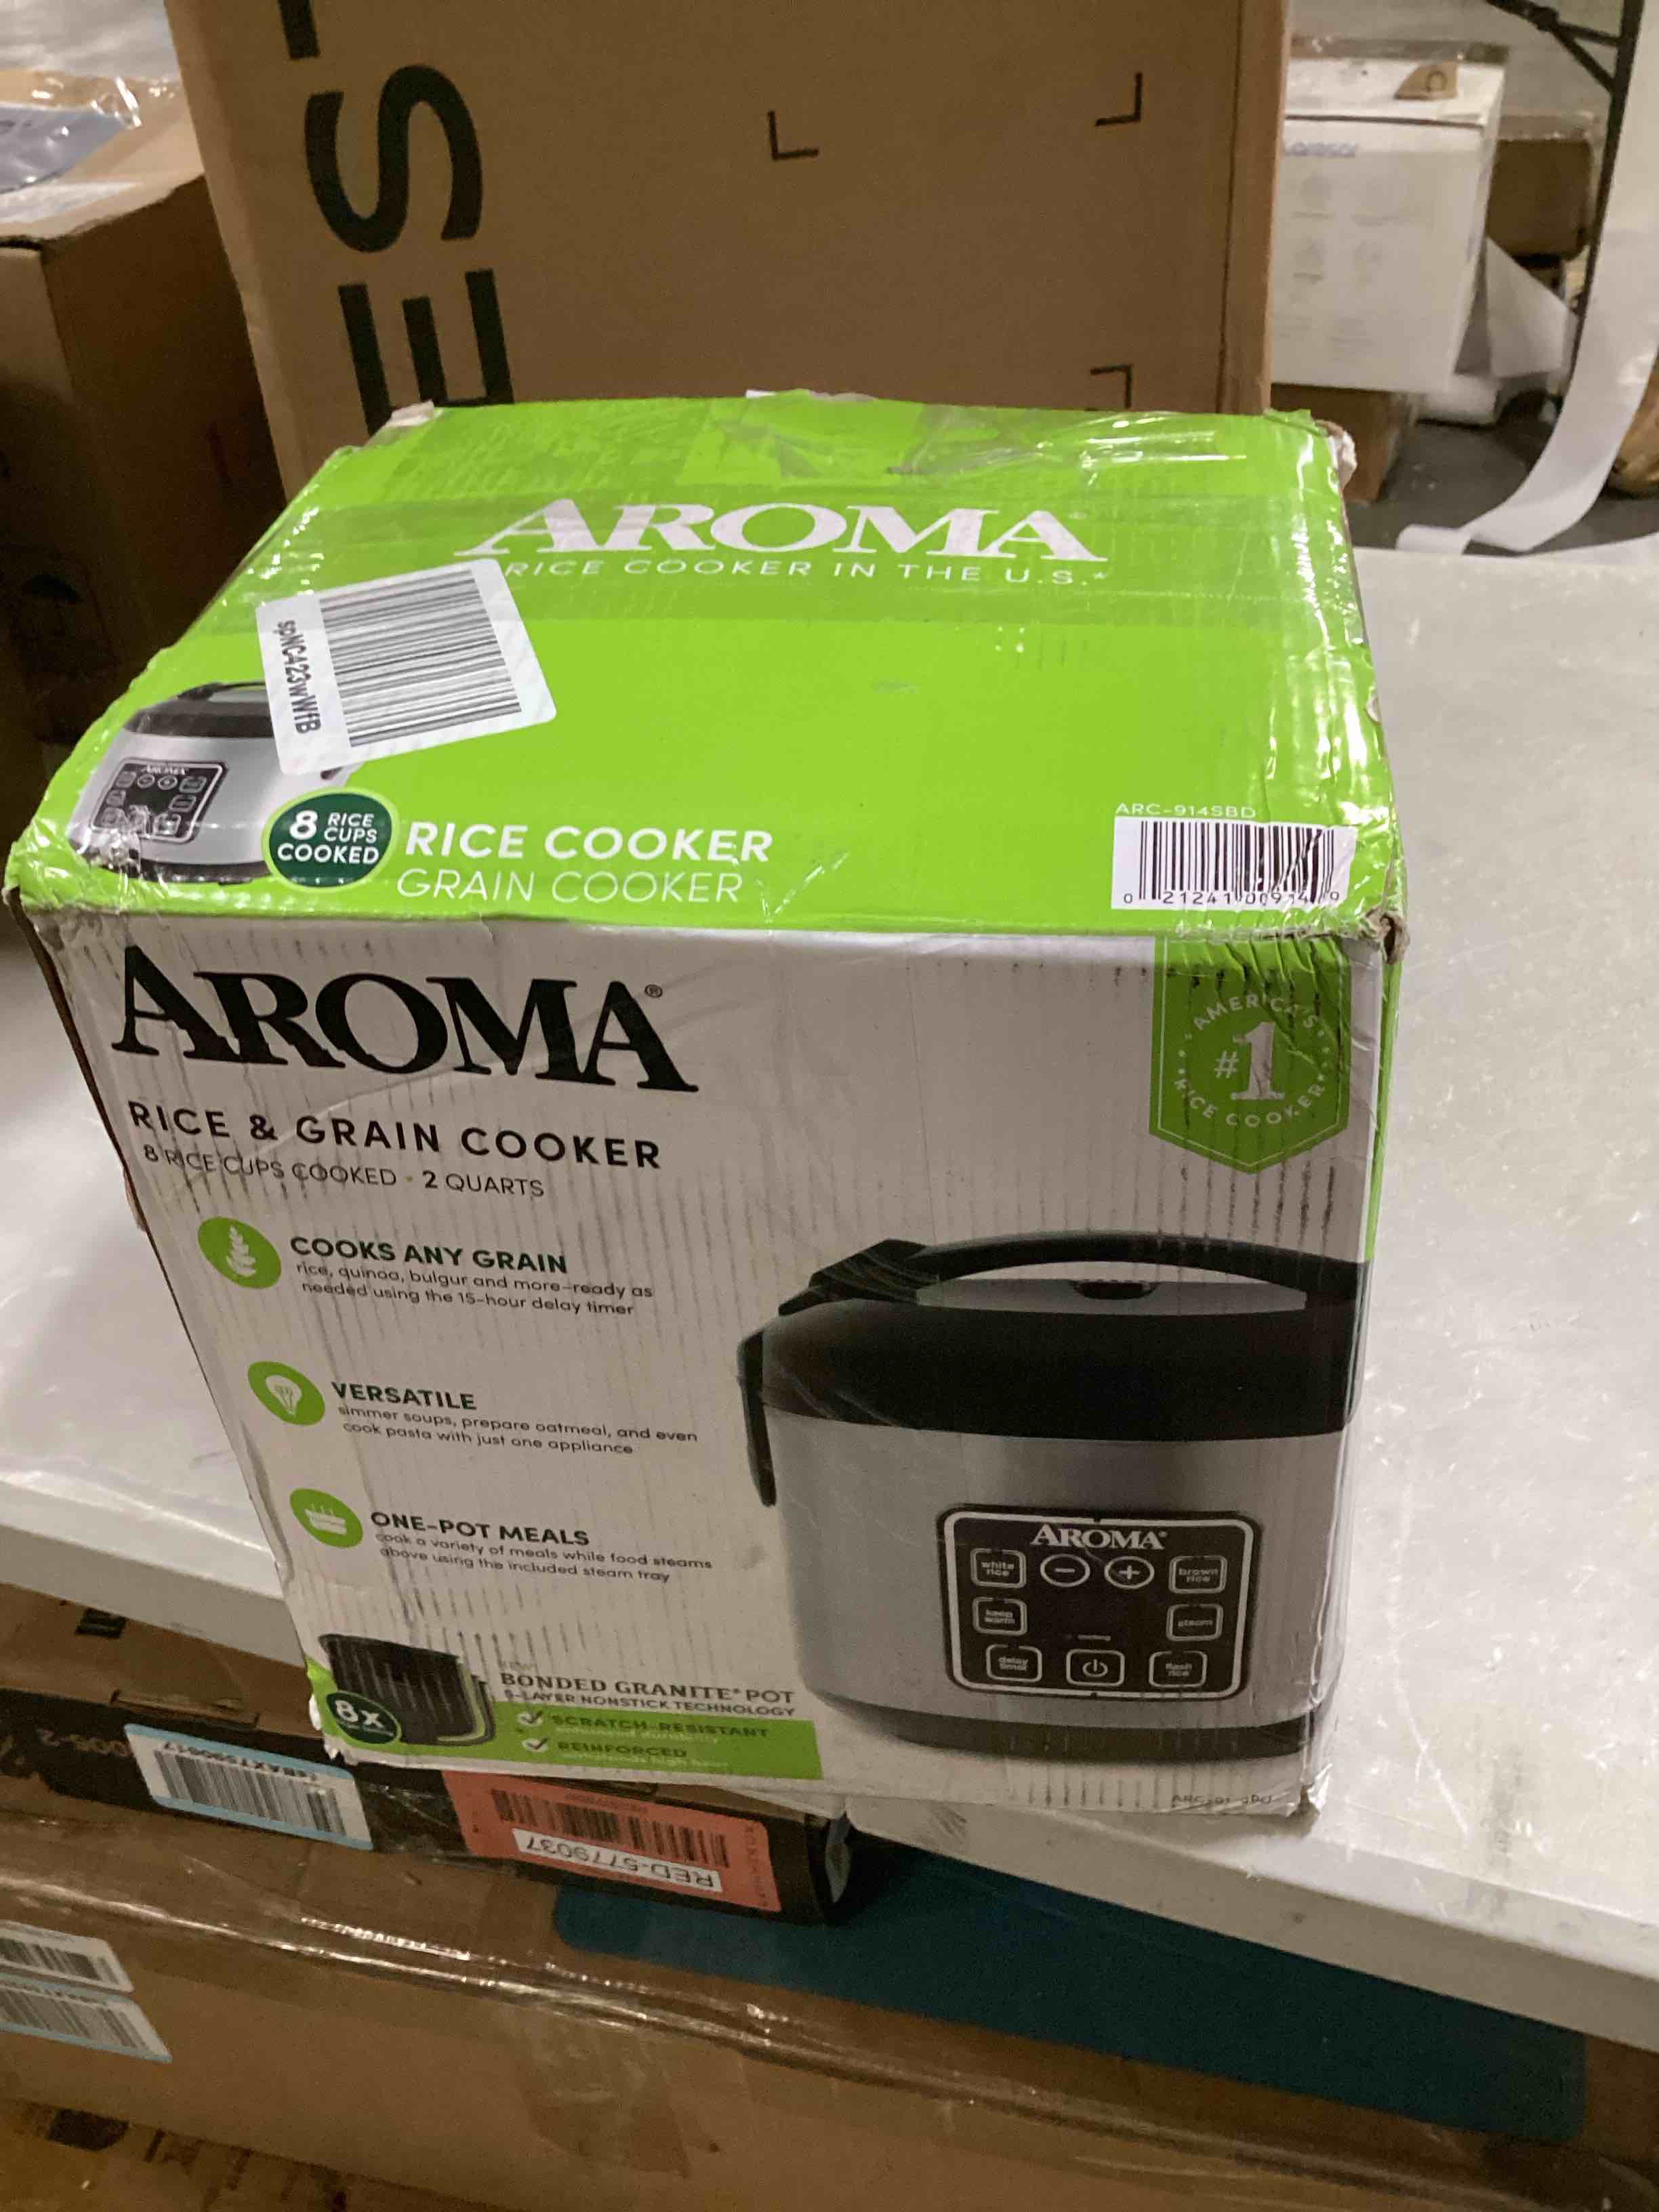 SE
AROMA
RICE COOKER IN THE U.S.*
spNCA23wWfB
AROMA
8 RICE CUPS COOKED
RICE COOKER
GRAIN COOKER
ARC-914SBD
AROMA®
RICE & GRAIN COOKER
8 RICE CUPS COOKED • 2 QUARTS
AMERICA'S
#1
RICE COOKER
COOKS ANY GRAIN
rice, quinoa, bulgur and more–ready as
needed using the 15-hour delay timer
VERSATILE
simmer soups, prepare oatmeal, and even
cook pasta with just one appliance
ONE-POT MEALS
cook a variety of meals while food steams
above using the included steam tray
AROMA®
white rice
− +
brown rice
keep warm
steam
delay timer
flash rice
8X
BONDED GRANITE® POT
NONSTICK TECHNOLOGY
SCRATCH-RESISTANT
REINFORCED
RED-5779037